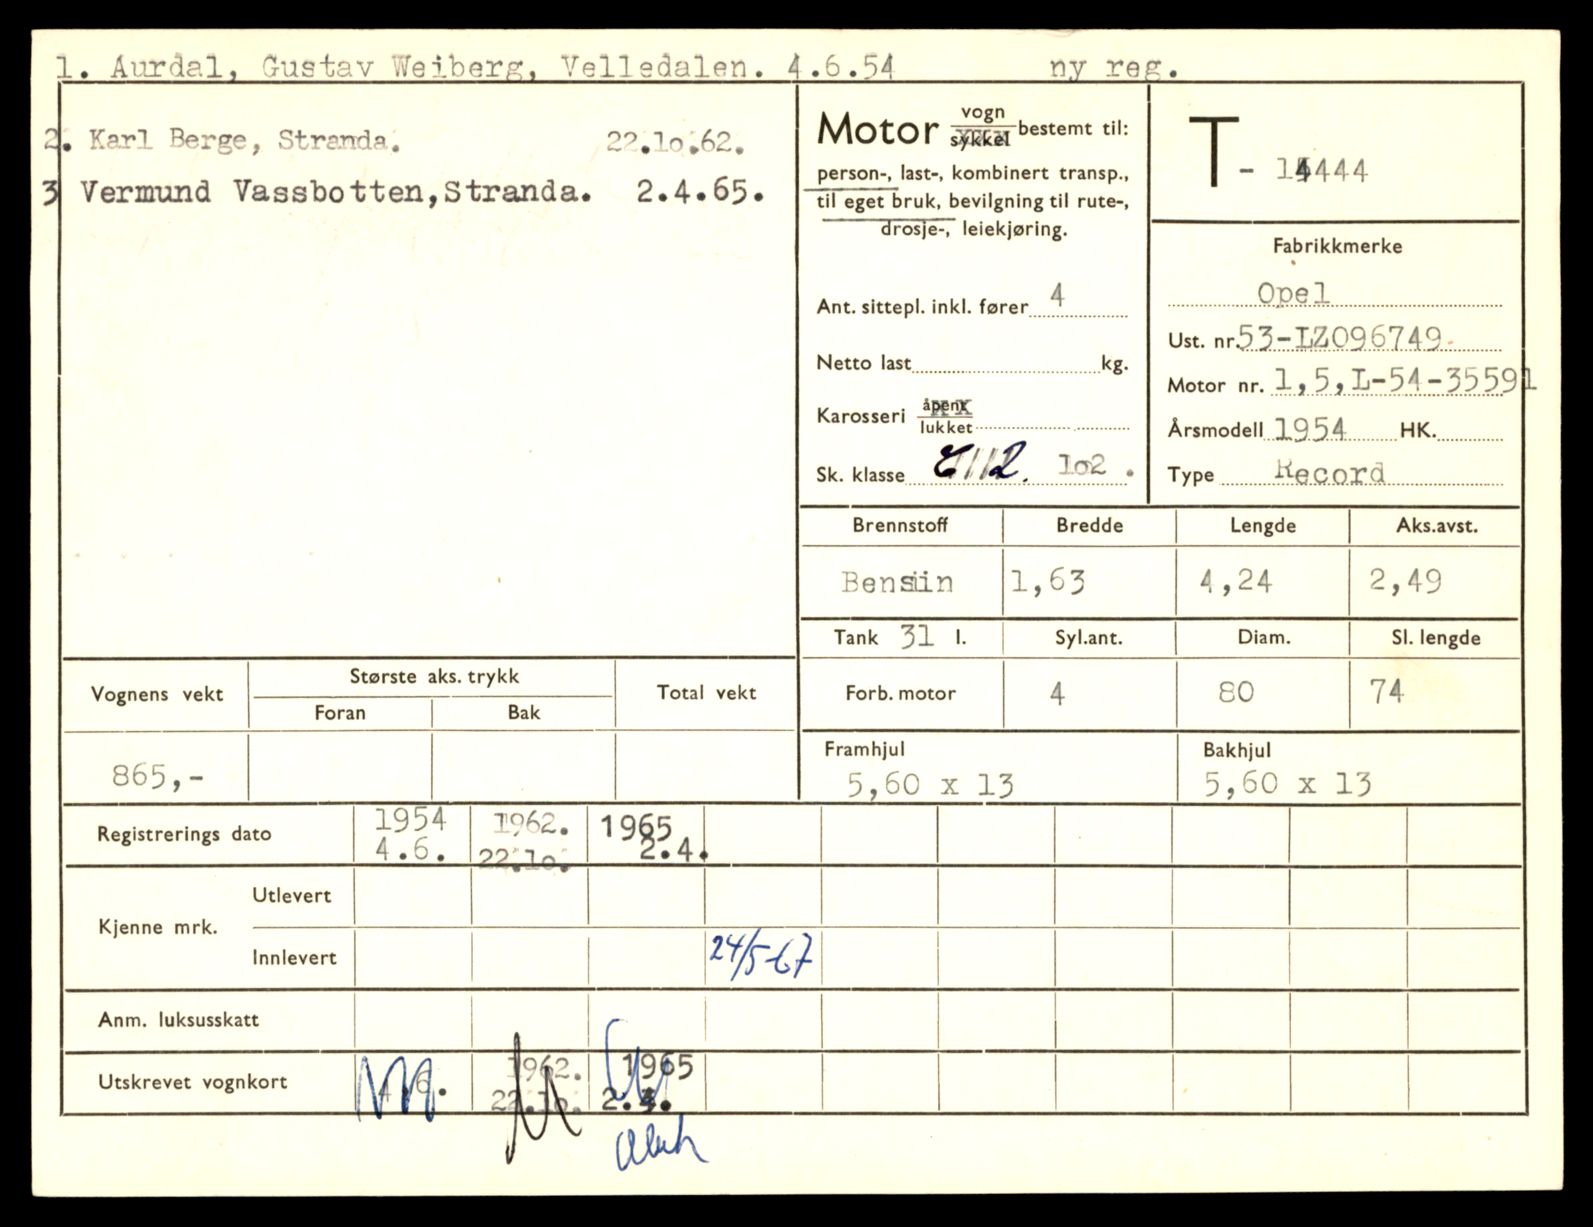 1. Aurdal, Gustav Weiberg, Velledalen. 4.6.54 ny reg.
2. Karl Berge, Stranda. 22.lo.62.
3 Vermund Vassbotten,Stranda. 2.4.65.
Motor vogn sykkel bestemt til:
person-, last-, kombinert transp.,
til eget bruk, bevilgning til rute-,
drosje-, leiekjøring.
T - 14444
Fabrikkmerke
Opel
Ant. sittepl. inkl. fører 4
Ust. nr. 53-LZ096749
Netto last kg.
Motor nr. 1,5,L-54-35591
Karosseri åpent lukket
Årsmodell 1954 HK.
Sk. klasse lo2 .
Type Record
Brennstoff Bredde Lengde Aks.avst.
Bensin 1,63 4,24 2,49
Tank 31 l. Syl.ant. Diam. Sl. lengde
Forb. motor 4 80 74
Vognens vekt Største aks. trykk Total vekt
Foran Bak
Framhjul Bakhjul
865,- 5,60 x 13 5,60 x 13
Registrerings dato 1954 1962. 1965
4.6. 22.lo. 2.4.
Kjenne mrk. Utlevert
Innlevert 24/5-67
Anm. luksusskatt
Utskrevet vognkort 4.6. 1962. 1965
22.lo. 2.4.